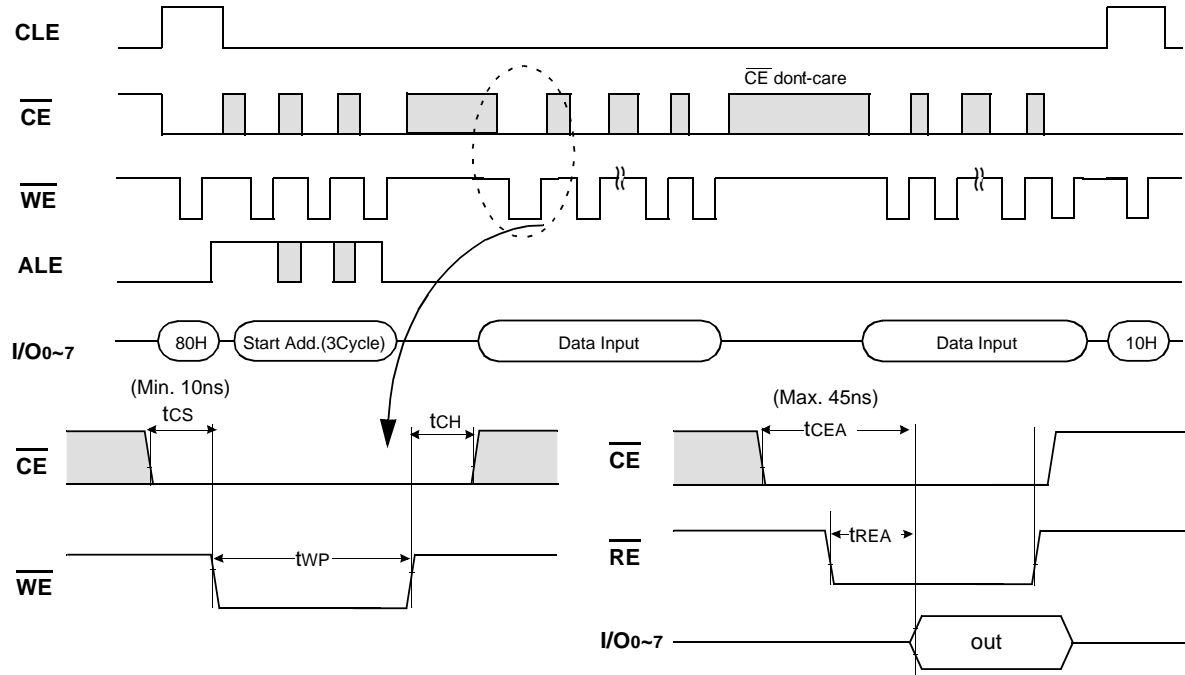 CLE
CE dont-care
CE
WE
ALE
I/O0~7
80H
Start Add.(3Cycle)
Data Input
Data Input
10H
(Min. 10ns)
tCS
tCH
CE
tWP
WE
(Max. 45ns)
tCEA
CE
tREA
RE
I/O0~7
out